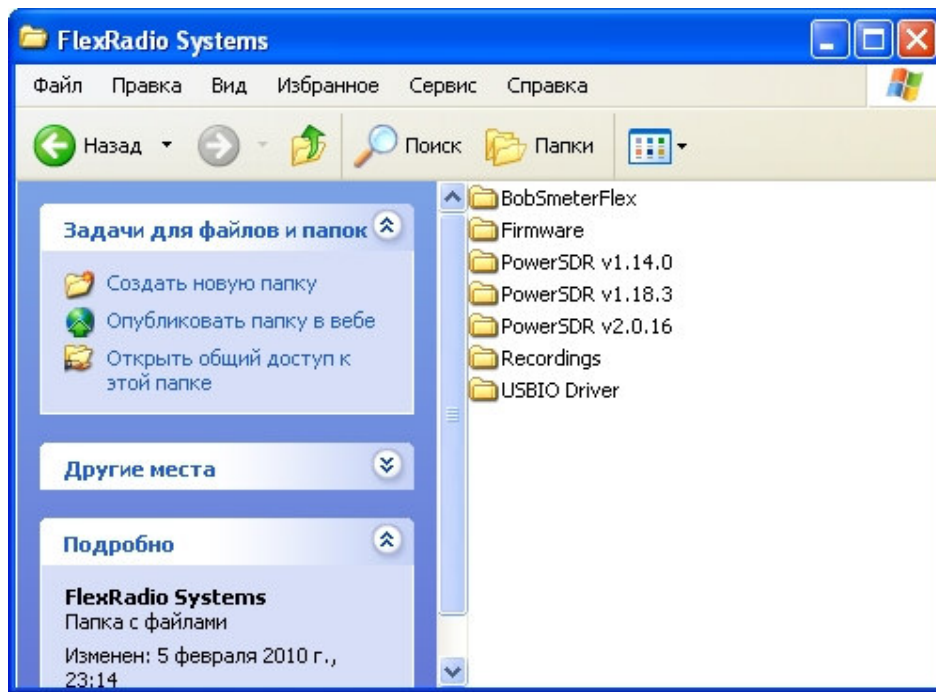 FlexRadio Systems
Файл Правка Вид Избранное Сервис Справка
Назад Поиск Папки
Задачи для файлов и папок
Создать новую папку
Опубликовать папку в вебе
Открыть общий доступ к
этой папке
Другие места
Подробно
FlexRadio Systems
Папка с файлами
Изменен: 5 февраля 2010 г.,
23:14
BobSmeterFlex
Firmware
PowerSDR v1.14.0
PowerSDR v1.18.3
PowerSDR v2.0.16
Recordings
USBIO Driver